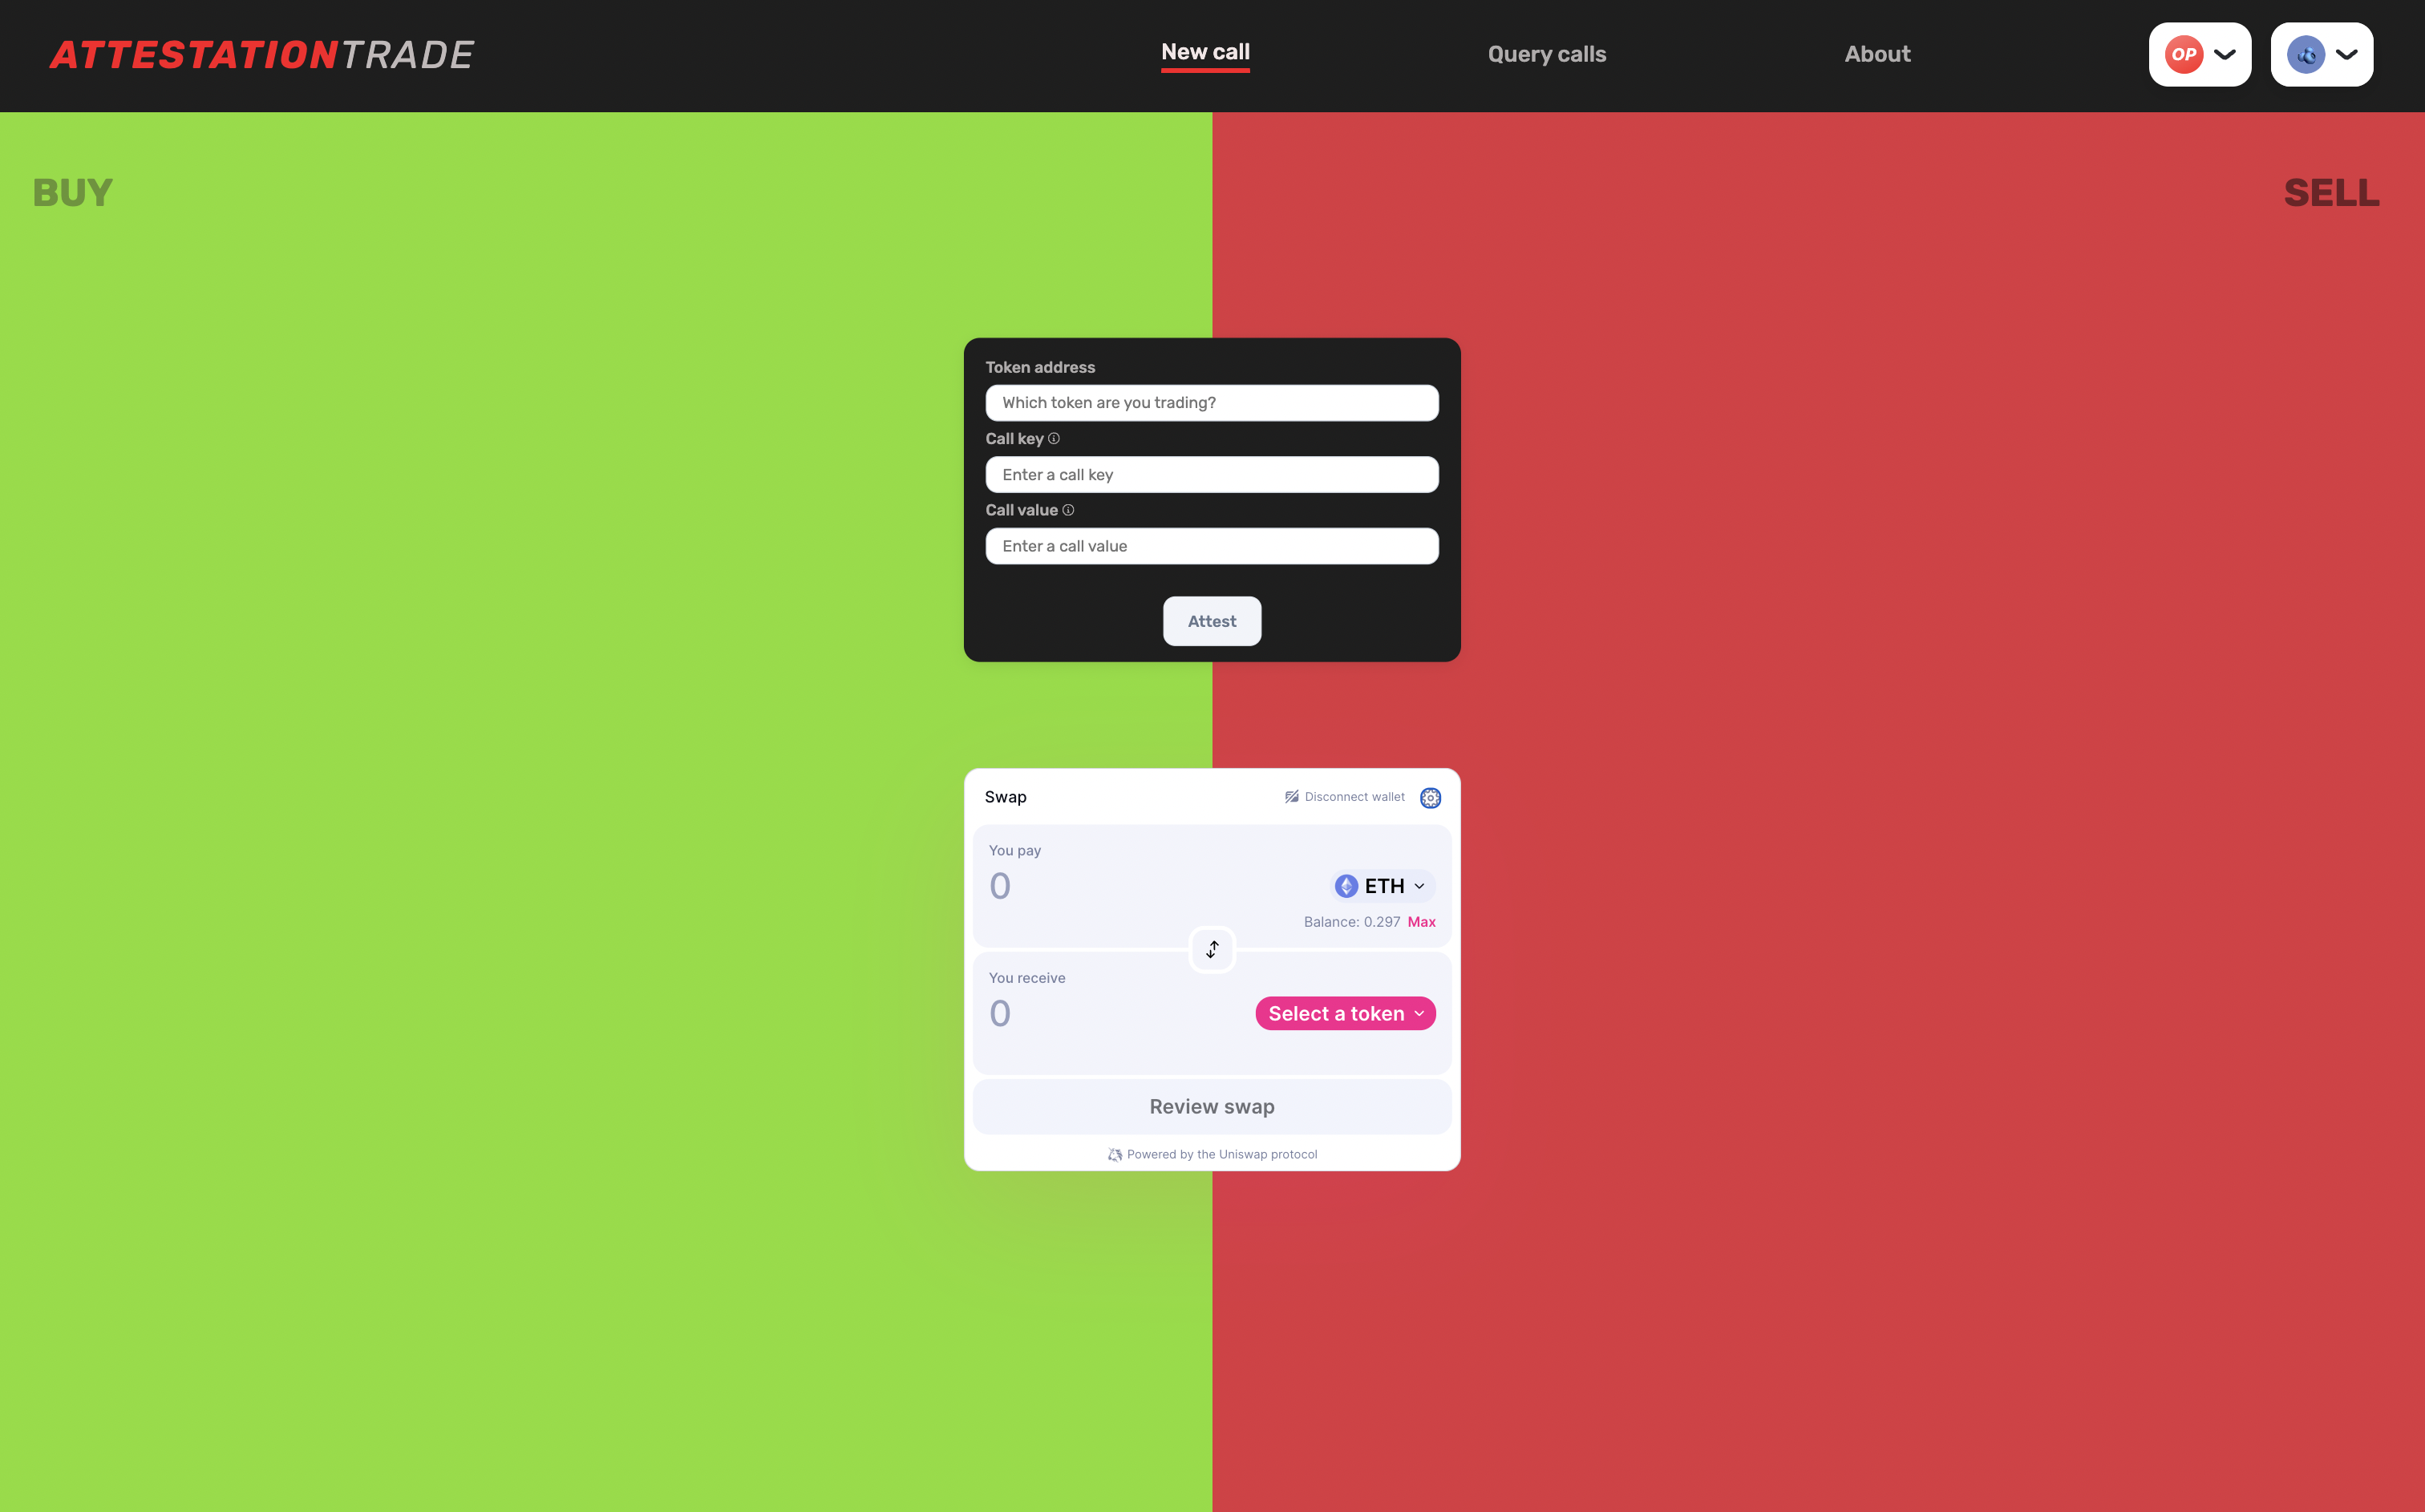 ATTESTATIONTRADE
New call
Query calls
About
OP
BUY
SELL
Token address
Which token are you trading?
Call key
Enter a call key
Call value
Enter a call value
Attest
Swap
Disconnect wallet
You pay
0
ETH
Balance: 0.297 Max
You receive
0
Select a token
Review swap
Powered by the Uniswap protocol